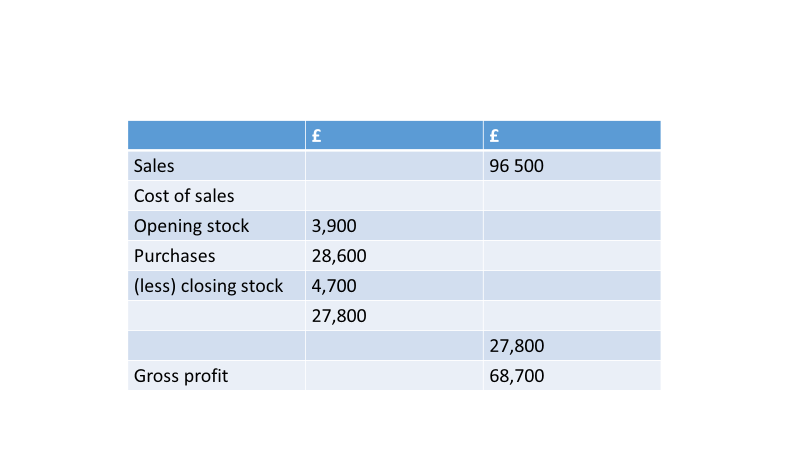 £ £
Sales 96 500
Cost of sales
Opening stock 3,900
Purchases 28,600
(less) closing stock 4,700
27,800
27,800
Gross profit 68,700